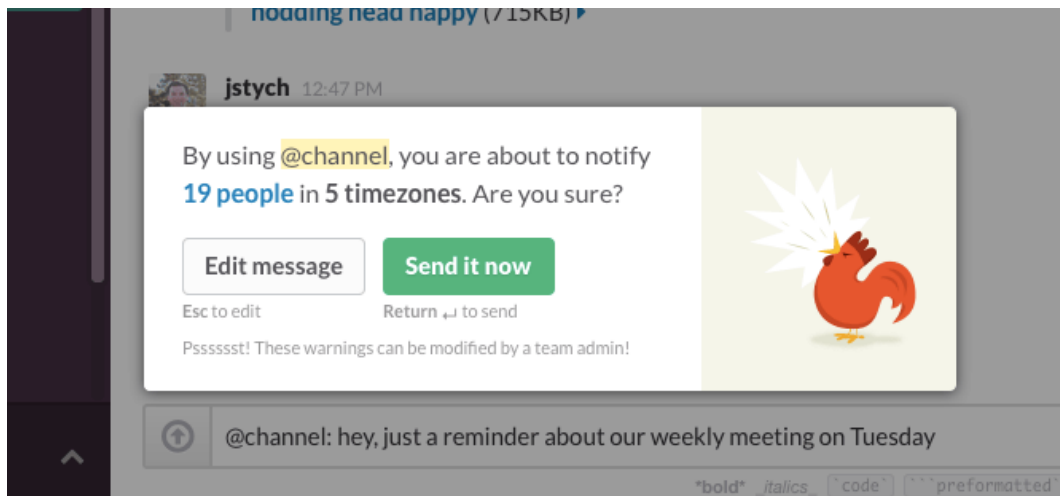 nodding head happy (715KB)
jstych 12:47 PM
By using @channel, you are about to notify
19 people in 5 timezones. Are you sure?
Edit message Send it now
Esc to edit Return ↵ to send
Psssssst! These warnings can be modified by a team admin!
@channel: hey, just a reminder about our weekly meeting on Tuesday
*bold* _italics_ `code` ```preformatted